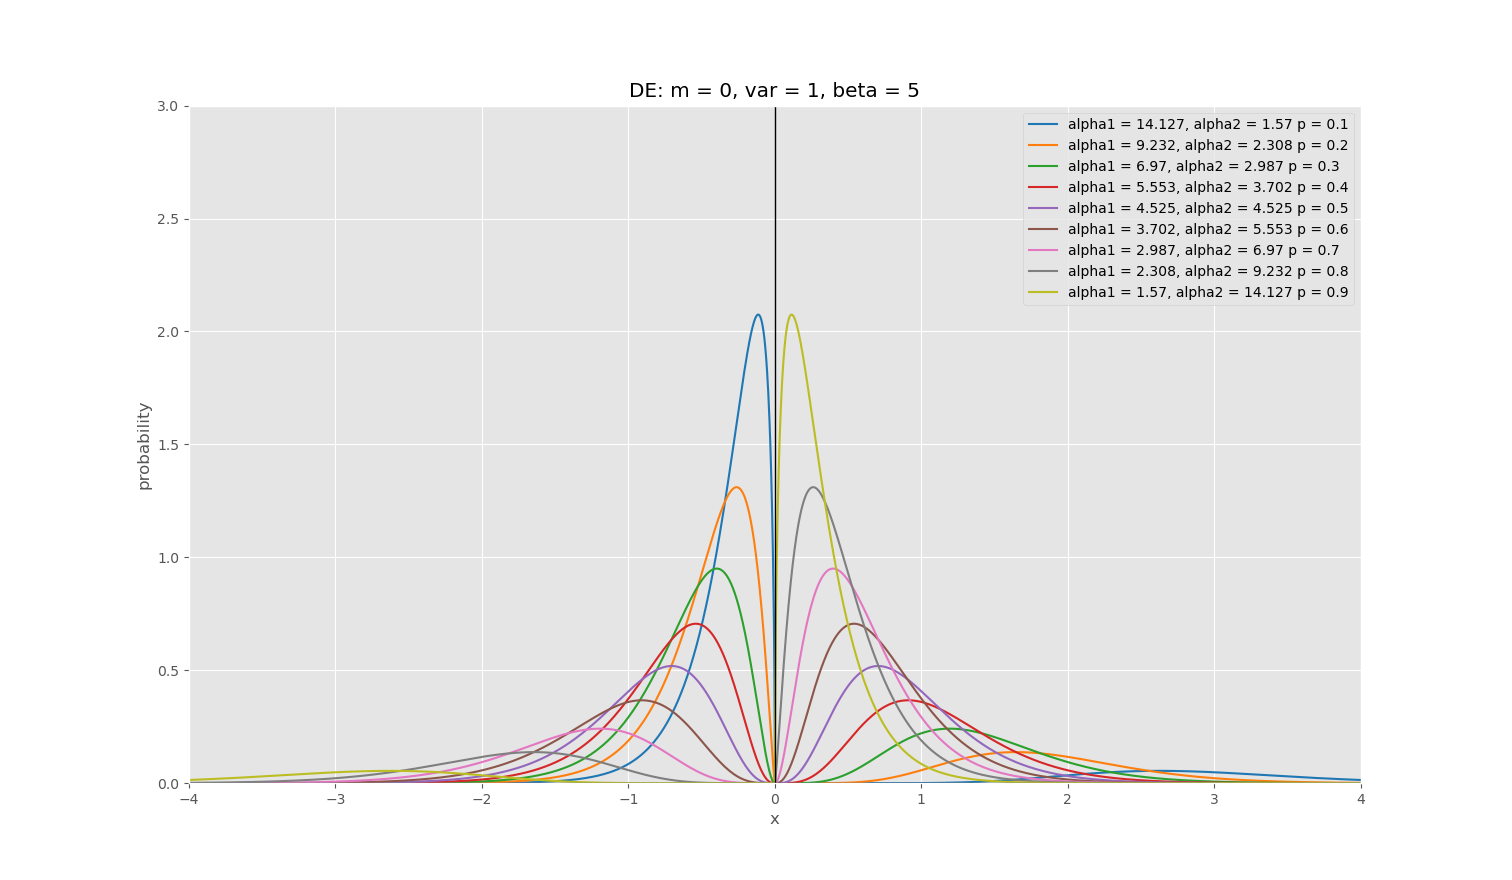 DE: m = 0, var = 1, beta = 5
3.0
2.5
2.0
1.5
1.0
0.5
0.0
probability
alpha1 = 14.127, alpha2 = 1.57 p = 0.1
alpha1 = 9.232, alpha2 = 2.308 p = 0.2
alpha1 = 6.97, alpha2 = 2.987 p = 0.3
alpha1 = 5.553, alpha2 = 3.702 p = 0.4
alpha1 = 4.525, alpha2 = 4.525 p = 0.5
alpha1 = 3.702, alpha2 = 5.553 p = 0.6
alpha1 = 2.987, alpha2 = 6.97 p = 0.7
alpha1 = 2.308, alpha2 = 9.232 p = 0.8
alpha1 = 1.57, alpha2 = 14.127 p = 0.9
−4 −3 −2 −1 0 1 2 3 4
x